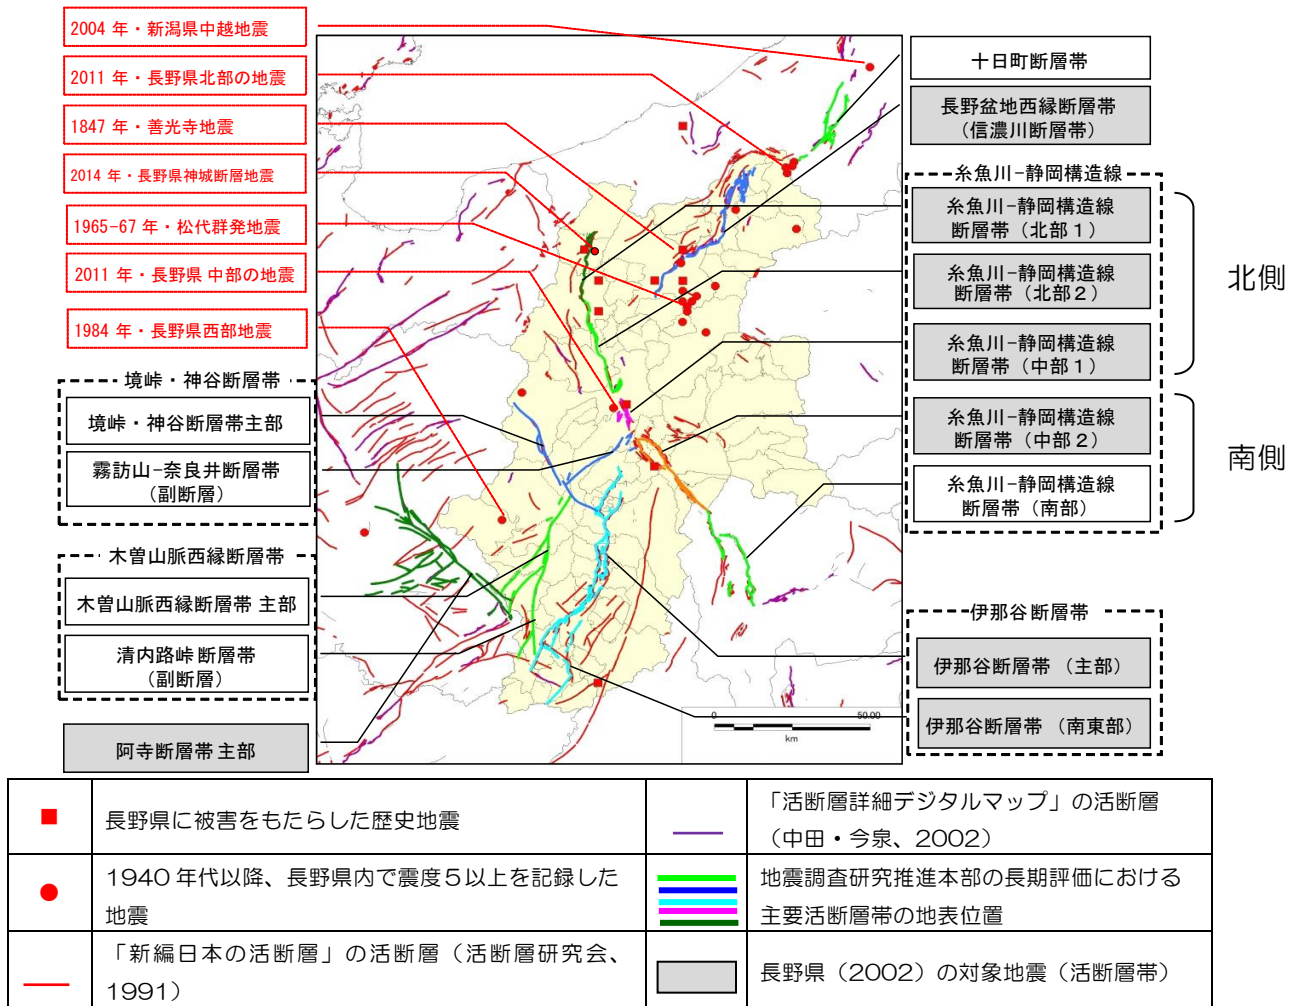 2004 年・新潟県中越地震
2011 年・長野県北部の地震
1847 年・善光寺地震
2014 年・長野県神城断層地震
1965-67 年・松代群発地震
2011 年・長野県 中部の地震
1984 年・長野県西部地震
境峠・神谷断層帯
境峠・神谷断層帯主部
霧訪山-奈良井断層帯
(副断層)
木曽山脈西縁断層帯
木曽山脈西縁断層帯 主部
清内路峠 断層帯
(副断層)
阿寺断層帯 主部
十日町断層帯
長野盆地西縁断層帯
(信濃川断層帯)
糸魚川-静岡構造線
糸魚川-静岡構造線
断層帯(北部1)
糸魚川-静岡構造線
断層帯(北部2)
糸魚川-静岡構造線
断層帯(中部1)
糸魚川-静岡構造線
断層帯(中部2)
糸魚川-静岡構造線
断層帯(南部)
北側
南側
伊那谷断層帯
伊那谷断層帯 (主部)
伊那谷断層帯 (南東部)
0 50.00
km
長野県に被害をもたらした歴史地震
「活断層詳細デジタルマップ」の活断層
(中田・今泉、2002)
1940 年代以降、長野県内で震度5以上を記録した
地震
地震調査研究推進本部の長期評価における
主要活断層帯の地表位置
「新編日本の活断層」の活断層(活断層研究会、
1991)
長野県(2002)の対象地震(活断層帯)